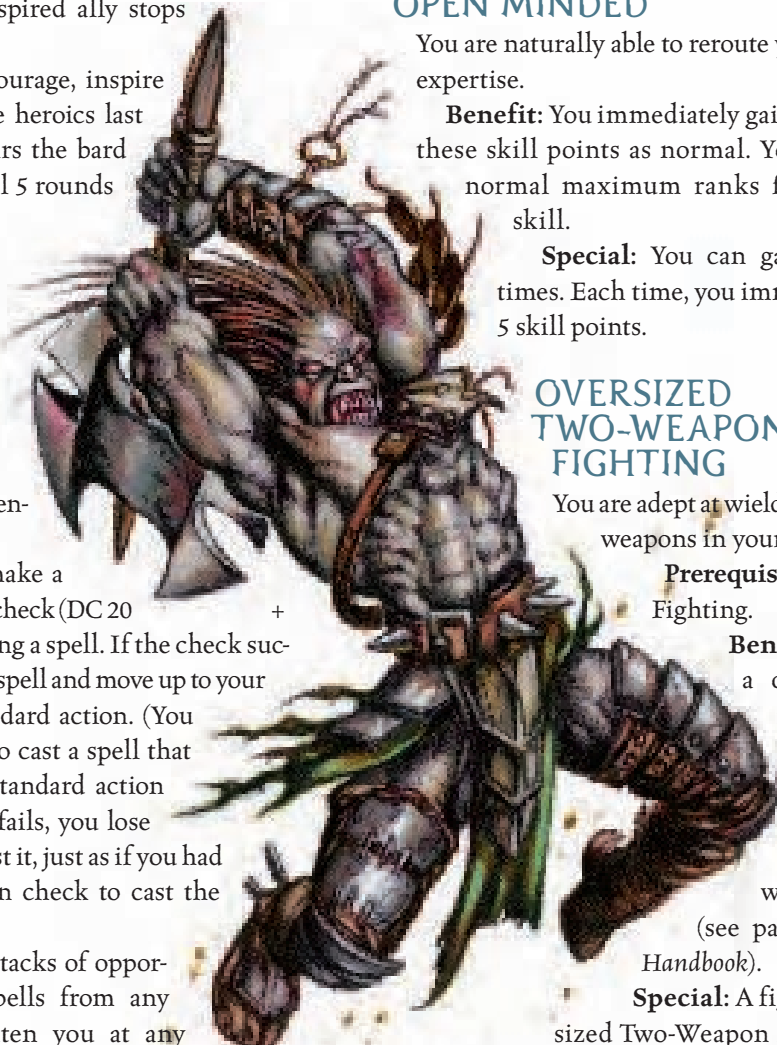 spired ally stops
ourage, inspire
e heroics last
rs the bard
l 5 rounds
en-
nake a
check (DC 20 +
ng a spell. If the check suc-
spell and move up to your
dard action. (You
o cast a spell that
tandard action
fails, you lose
st it, just as if you had
n check to cast the
tacks of oppor-
pells from any
ten you at any
OPEN MINDED
You are naturally able to reroute y
expertise.
Benefit: You immediately gai
these skill points as normal. Yo
normal maximum ranks f
skill.
Special: You can ga
times. Each time, you imm
5 skill points.
OVERSIZED
TWO-WEAPON
FIGHTING
You are adept at wield
weapons in your
Prerequis
Fighting.
Ben
a o
w
(see pa
Handbook).
Special: A fig
sized Two-Weapon